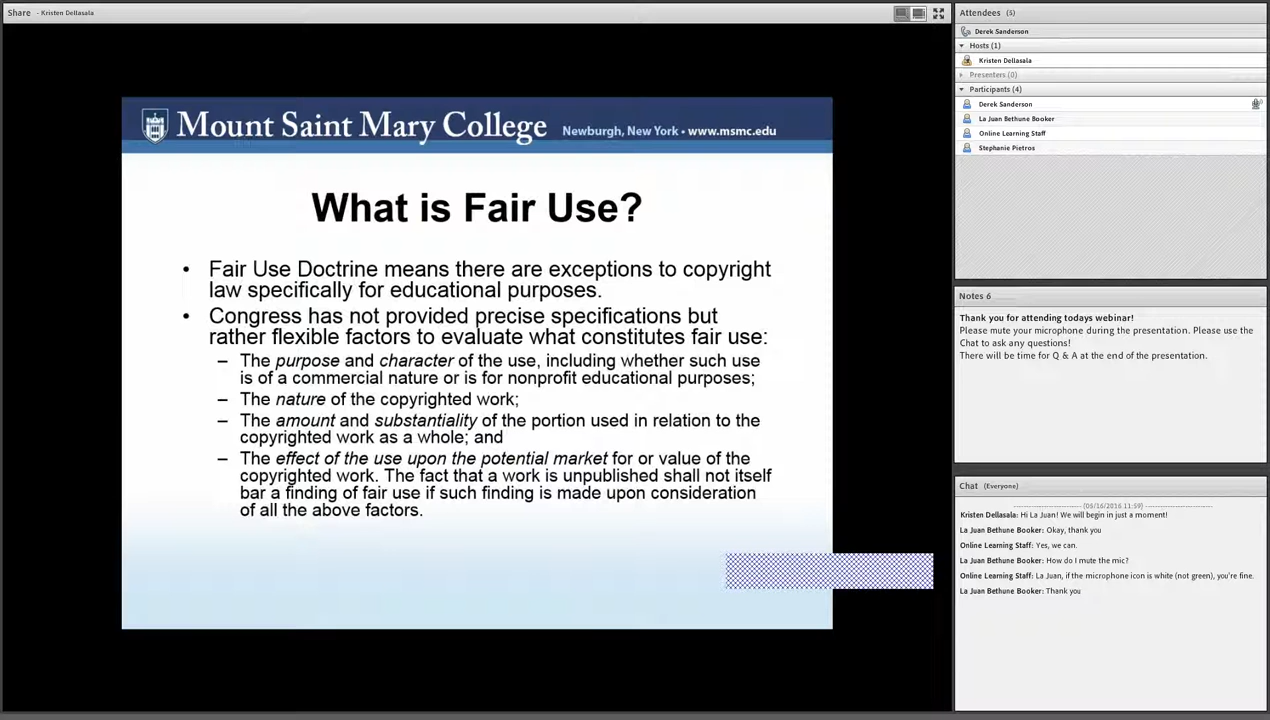 Share - Kristen Dellasala
Mount Saint Mary College Newburgh, New York • www.msmc.edu
What is Fair Use?
• Fair Use Doctrine means there are exceptions to copyright
law specifically for educational purposes.
• Congress has not provided precise specifications but
rather flexible factors to evaluate what constitutes fair use:
– The purpose and character of the use, including whether such use
is of a commercial nature or is for nonprofit educational purposes;
– The nature of the copyrighted work;
– The amount and substantiality of the portion used in relation to the
copyrighted work as a whole; and
– The effect of the use upon the potential market for or value of the
copyrighted work. The fact that a work is unpublished shall not itself
bar a finding of fair use if such finding is made upon consideration
of all the above factors.
Attendees (5)
Derek Sanderson
Hosts (1)
Kristen Dellasala
Presenters (0)
Participants (4)
Derek Sanderson
La Juan Bethune Booker
Online Learning Staff
Stephanie Pietros
Notes 6
Thank you for attending todays webinar!
Please mute your microphone during the presentation. Please use the
Chat to ask any questions!
There will be time for Q & A at the end of the presentation.
Chat (Everyone)
(05/16/2016 11:59)
Kristen Dellasala: Hi La Juan! We will begin in just a moment!
La Juan Bethune Booker: Okay, thank you
Online Learning Staff: Yes, we can.
La Juan Bethune Booker: How do I mute the mic?
Online Learning Staff: La Juan, if the microphone icon is white (not green), you're fine.
La Juan Bethune Booker: Thank you